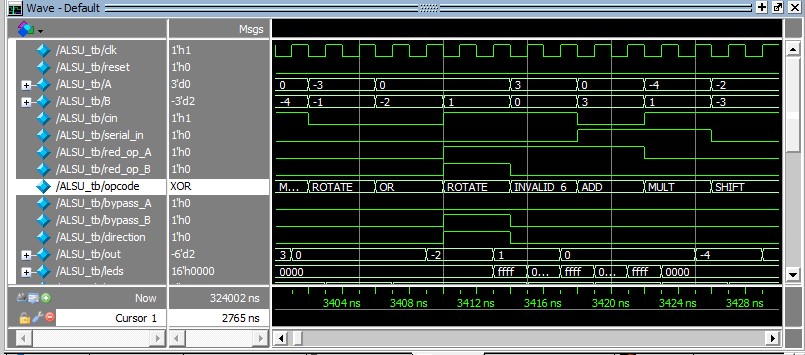 Wave - Default
Msgs
/ALSU_tb/clk 1'h1
/ALSU_tb/reset 1'h0
/ALSU_tb/A 3'd0 0 -3 0 3 0 -4 -2
/ALSU_tb/B -3'd2 -4 -1 -2 1 0 3 1 -3
/ALSU_tb/cin 1'h1
/ALSU_tb/serial_in 1'h0
/ALSU_tb/red_op_A 1'h0
/ALSU_tb/red_op_B 1'h0
/ALSU_tb/opcode XOR M... ROTATE OR ROTATE INVALID_6 ADD MULT SHIFT
/ALSU_tb/bypass_A 1'h0
/ALSU_tb/bypass_B 1'h0
/ALSU_tb/direction 1'h0
/ALSU_tb/out -6'd2 3 0 -2 1 0 -4
/ALSU_tb/leds 16'h0000 0000 ffff 0... ffff 0... ffff 0000
Now 324002 ns 3404 ns 3408 ns 3412 ns 3416 ns 3420 ns 3424 ns 3428 ns
Cursor 1 2765 ns